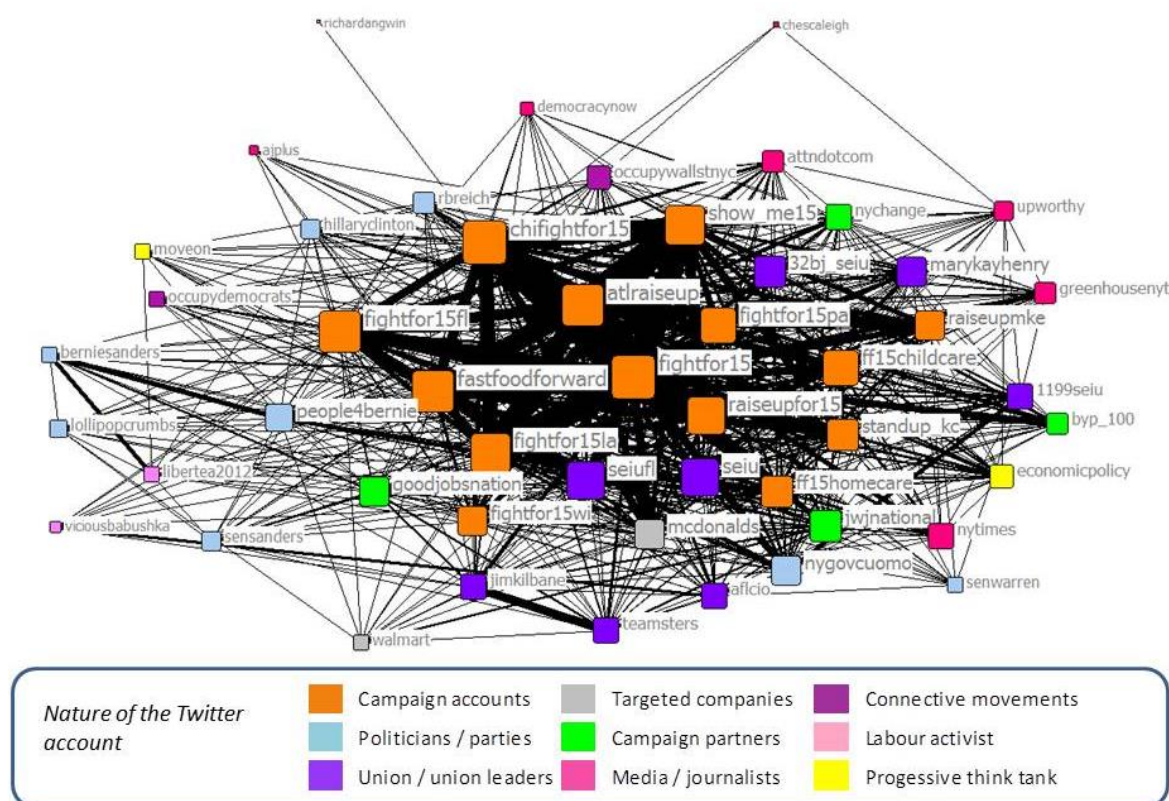 richardangwin
chescaleigh
democracynow
ajplus
attndotcom
occupywallstnyc
rbreich
show_me15
nychange
upworthy
hillaryclinton
chifightfor15
moveon
32bj_seiu
marykayhenry
occupydemocrats
atlraiseup
greenhousenyt
fightfor15fl
fightfor15pa
raiseupmke
berniesanders
fightfor15
ff15childcare
fastfoodforward
1199seiu
people4bernie
raiseupfor15
byp_100
lollipopcrumbs
standup_kc
fightfor15la
libertea2012
seiufl
seiu
economicpolicy
goodjobsnation
ff15homecare
viciousbabushka
fightfor15wi
mcdonalds
jwjnational
nytimes
sensanders
nygovcuomo
jimkilbane
aflcio
senwarren
teamsters
walmart
Nature of the Twitter
account
Campaign accounts
Targeted companies
Connective movements
Politicians / parties
Campaign partners
Labour activist
Union / union leaders
Media / journalists
Progessive think tank